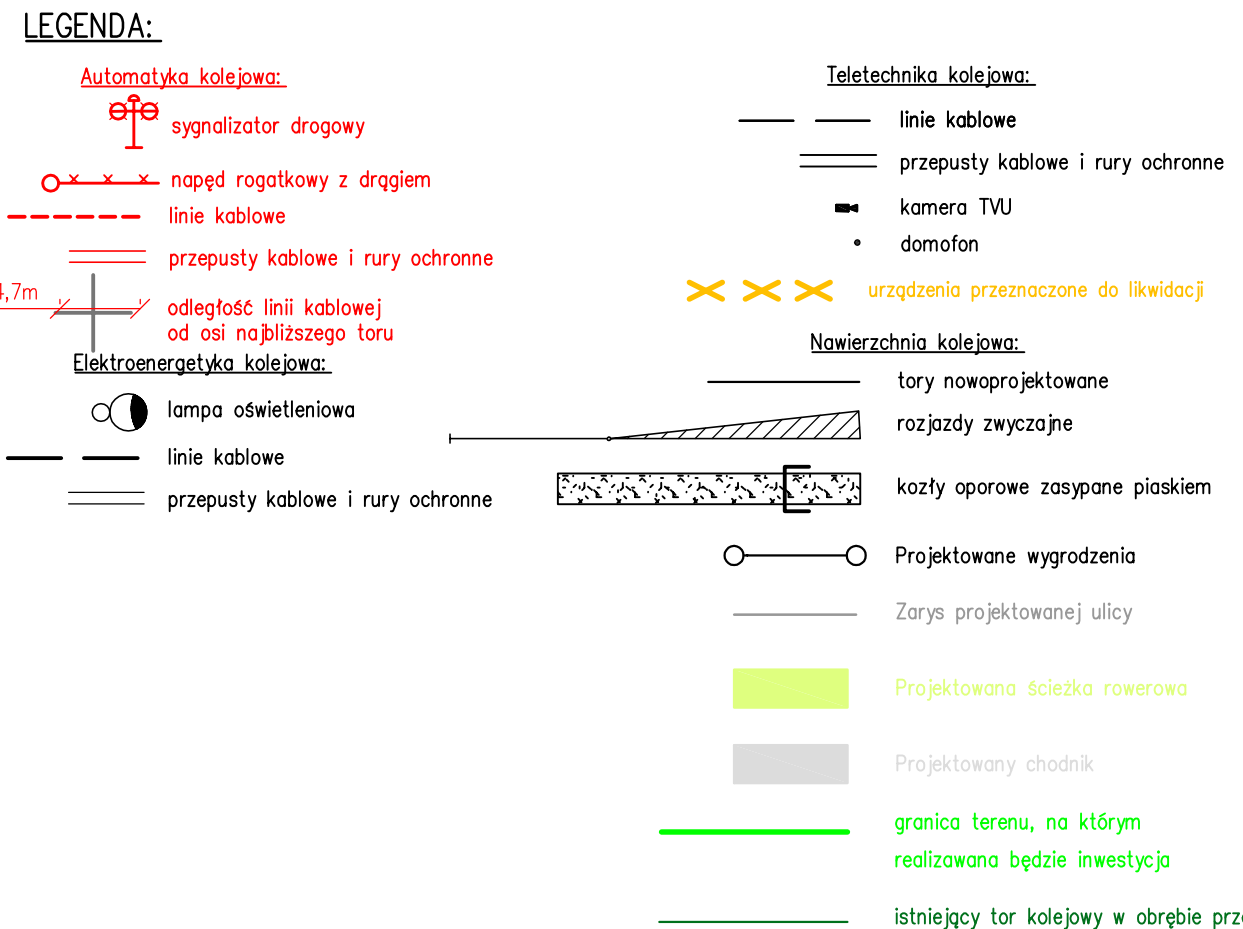 LEGENDA:
Automatyka kolejowa:
sygnalizator drogowy
napęd rogatkowy z drągiem
linie kablowe
przepusty kablowe i rury ochronne
4,7m
odległość linii kablowej
od osi najbliższego toru
Elektroenergetyka kolejowa:
lampa oświetleniowa
linie kablowe
przepusty kablowe i rury ochronne
Teletechnika kolejowa:
linie kablowe
przepusty kablowe i rury ochronne
kamera TVU
domofon
urządzenia przeznaczone do likwidacji
Nawierzchnia kolejowa:
tory nowoprojektowane
rozjazdy zwyczajne
kozły oporowe zasypane piaskiem
Projektowane wygrodzenia
Zarys projektowanej ulicy
Projektowana ścieżka rowerowa
Projektowany chodnik
granica terenu, na którym
realizawana będzie inwestycja
istniejący tor kolejowy w obrębie